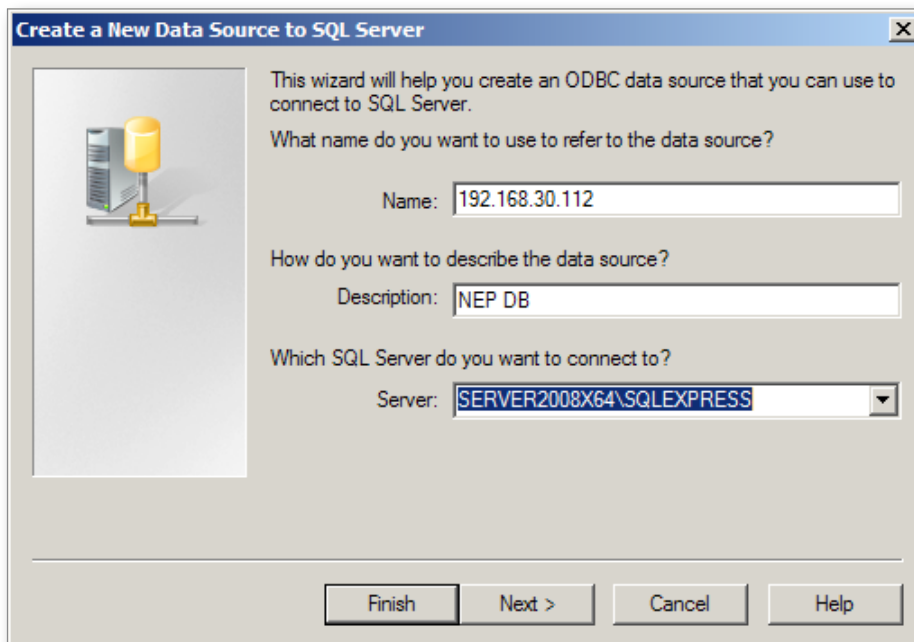 Create a New Data Source to SQL Server
This wizard will help you create an ODBC data source that you can use to
connect to SQL Server.
What name do you want to use to refer to the data source?
Name: 192.168.30.112
How do you want to describe the data source?
Description: NEP DB
Which SQL Server do you want to connect to?
Server: SERVER2008X64\SQLEXPRESS
Finish Next > Cancel Help